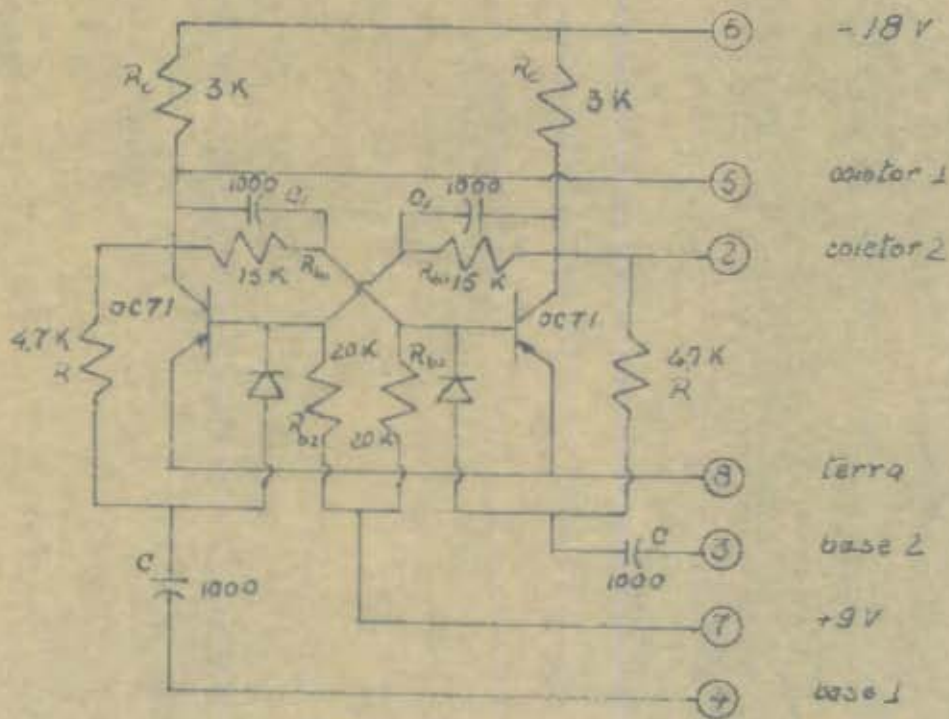 6 -18 V
Rc 3 K
Rc 3 K
5 colctor 1
1000
C1
1000
C1
2 colctor 2
15 K Rb1
Rb1 15 K
OC71
OC71
4.7 K
R
20 K
Rb2
4.7 K
R
Rb2
20 K
8 terra
C
1000
C
1000
3 base 2
7 +9 V
4 base 1